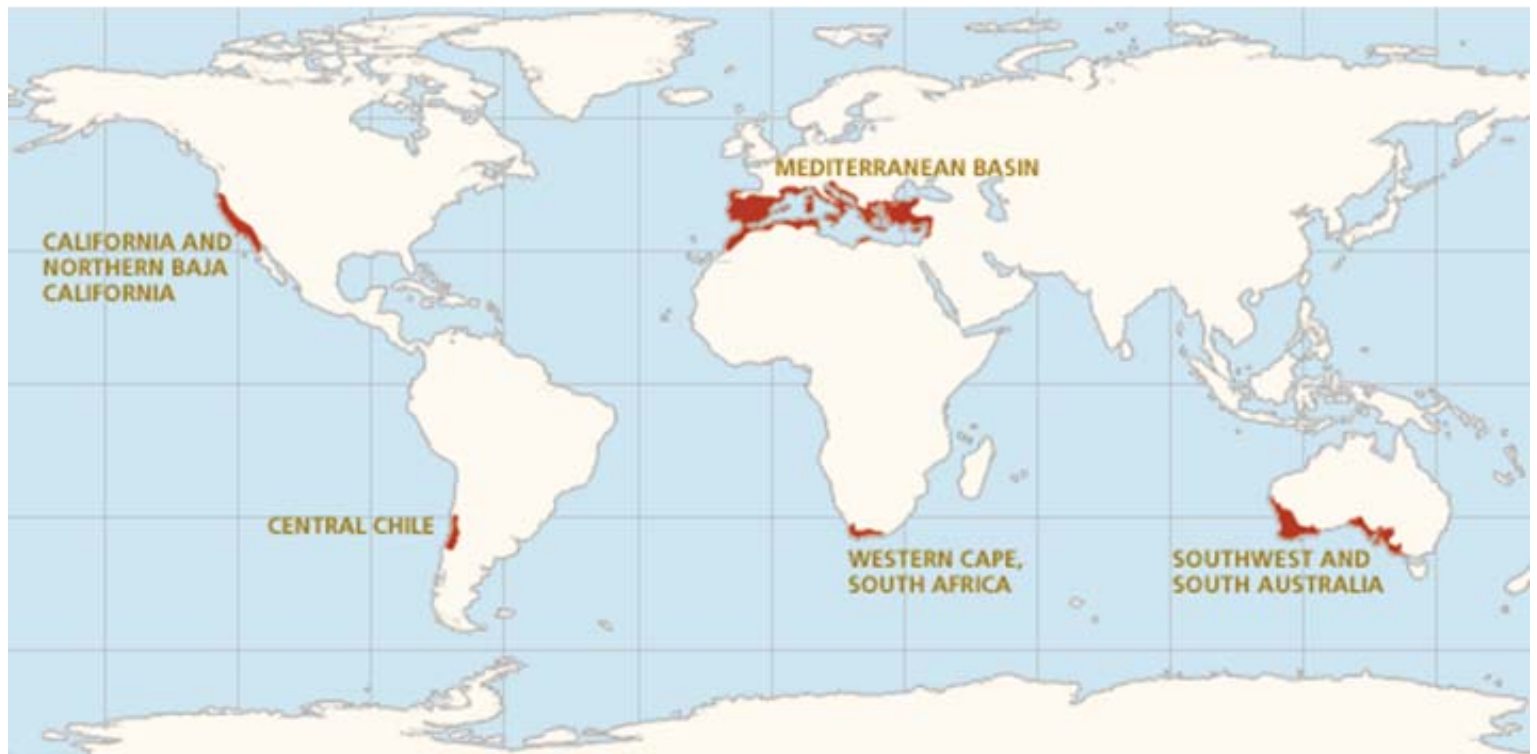 MEDITERRANEAN BASIN
CALIFORNIA AND
NORTHERN BAJA
CALIFORNIA
CENTRAL CHILE
WESTERN CAPE,
SOUTH AFRICA
SOUTHWEST AND
SOUTH AUSTRALIA